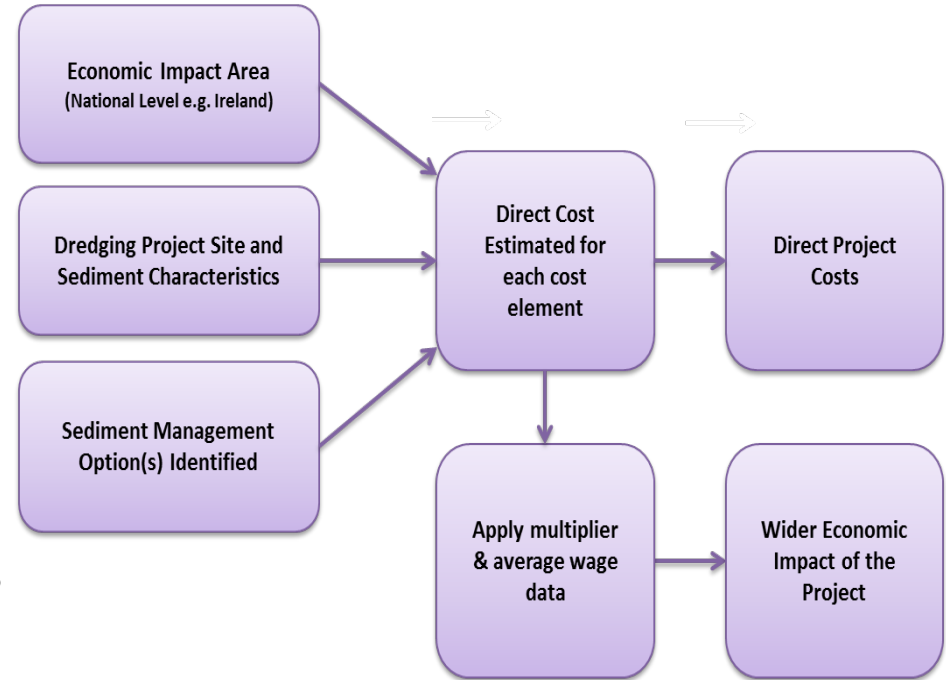 Economic Impact Area
(National Level e.g. Ireland)
Dredging Project Site and
Sediment Characteristics
Sediment Management
Option(s) Identified
Direct Cost
Estimated for
each cost
element
Direct Project
Costs
Apply multiplier
& average wage
data
Wider Economic
Impact of the
Project